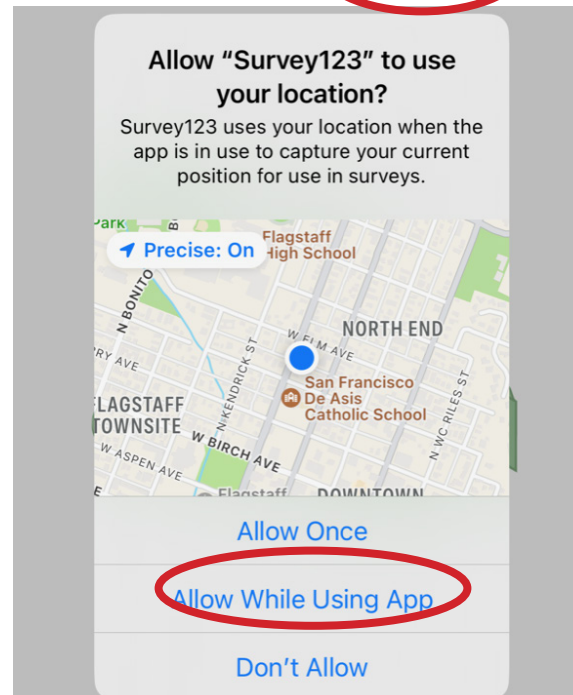 Allow “Survey123” to use
your location?
Survey123 uses your location when the
app is in use to capture your current
position for use in surveys.
Park
B
Precise: On
Flagstaff
High School
N BONITO
W ELM AVE
NORTH END
RRY AVE
N KENDRICK ST
San Francisco
De Asis
Catholic School
N WC RILES ST
LAGSTAFF
TOWNSITE
W BIRCH AVE
W ASPEN AVE
E
Flagstaff
DOWNTOWN
Allow Once
Allow While Using App
Don’t Allow